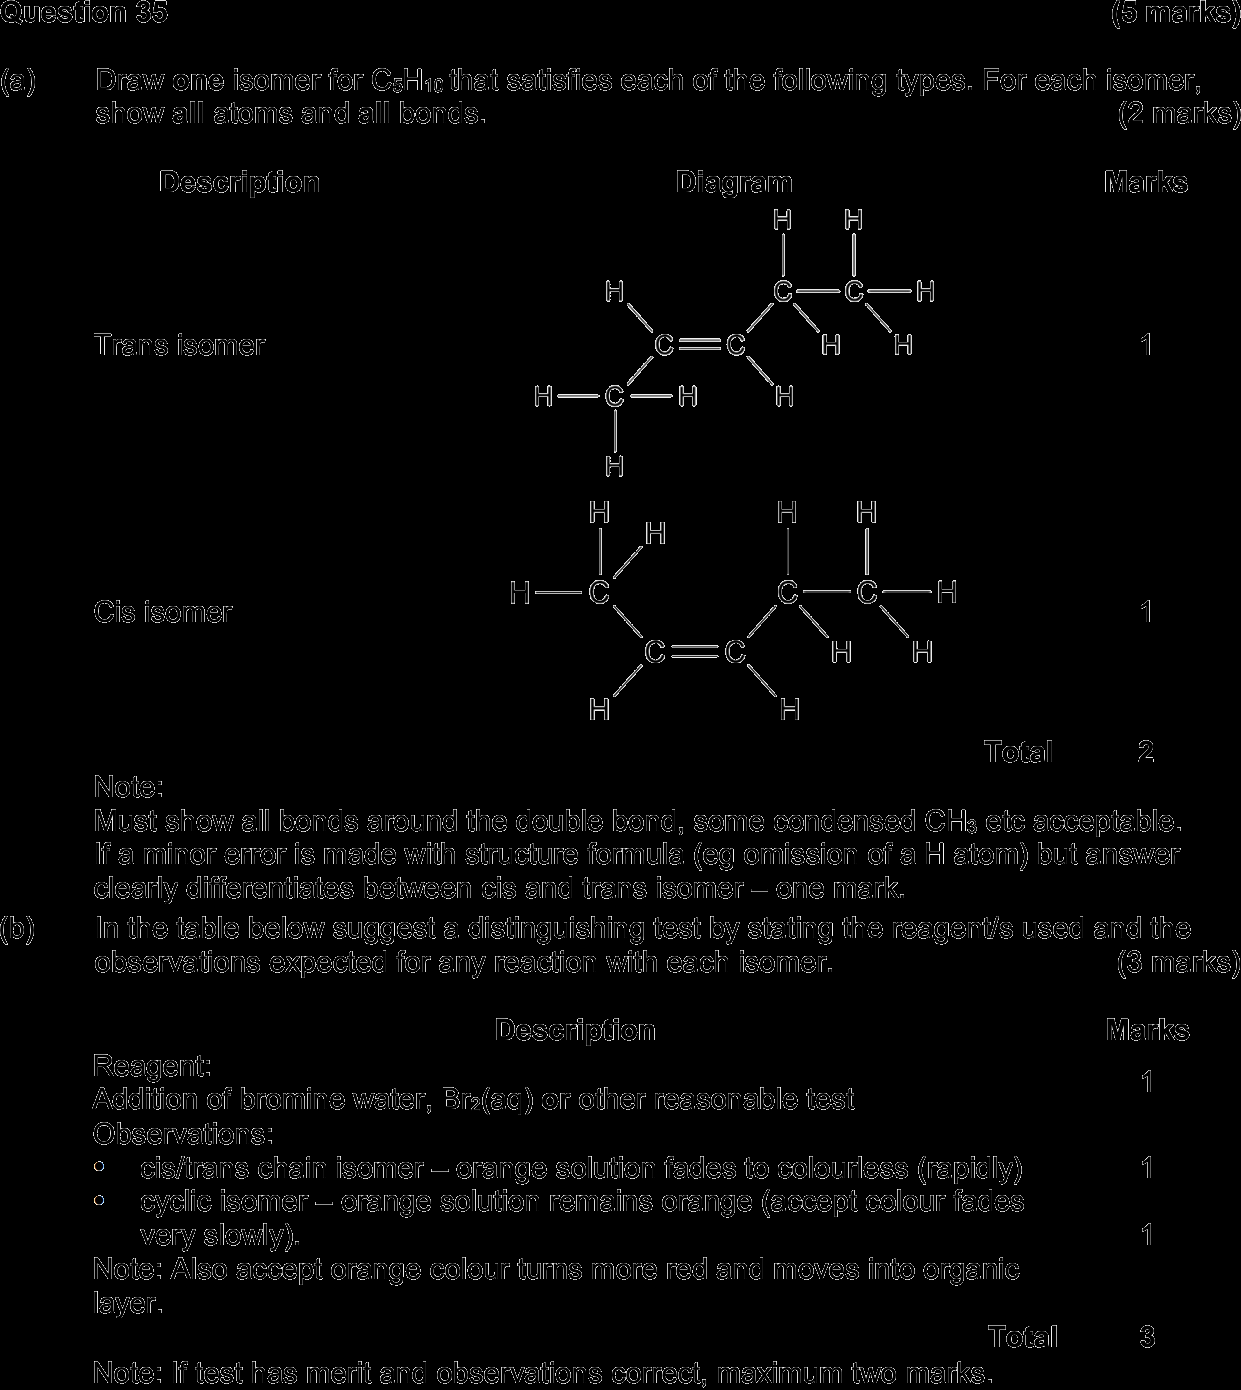 Question 35 (5 marks)
(a) Draw one isomer for C₅H₁₀ that satisfies each of the following types. For each isomer,
show all atoms and all bonds. (2 marks)
Description Diagram Marks
H H
H C C H
Trans isomer C C H H 1
H C H H
H
H H H
H
H C C C H
Cis isomer 1
C C H H
H H
Total 2
Note:
Must show all bonds around the double bond, some condensed CH₃ etc acceptable.
If a minor error is made with structure formula (eg omission of a H atom) but answer
clearly differentiates between cis and trans isomer – one mark.
(b) In the table below suggest a distinguishing test by stating the reagent/s used and the
observations expected for any reaction with each isomer. (3 marks)
Description Marks
Reagent:
1
Addition of bromine water, Br₂(aq) or other reasonable test
Observations:
• cis/trans chain isomer – orange solution fades to colourless (rapidly) 1
• cyclic isomer – orange solution remains orange (accept colour fades
very slowly). 1
Note: Also accept orange colour turns more red and moves into organic
layer.
Total 3
Note: If test has merit and observations correct, maximum two marks.